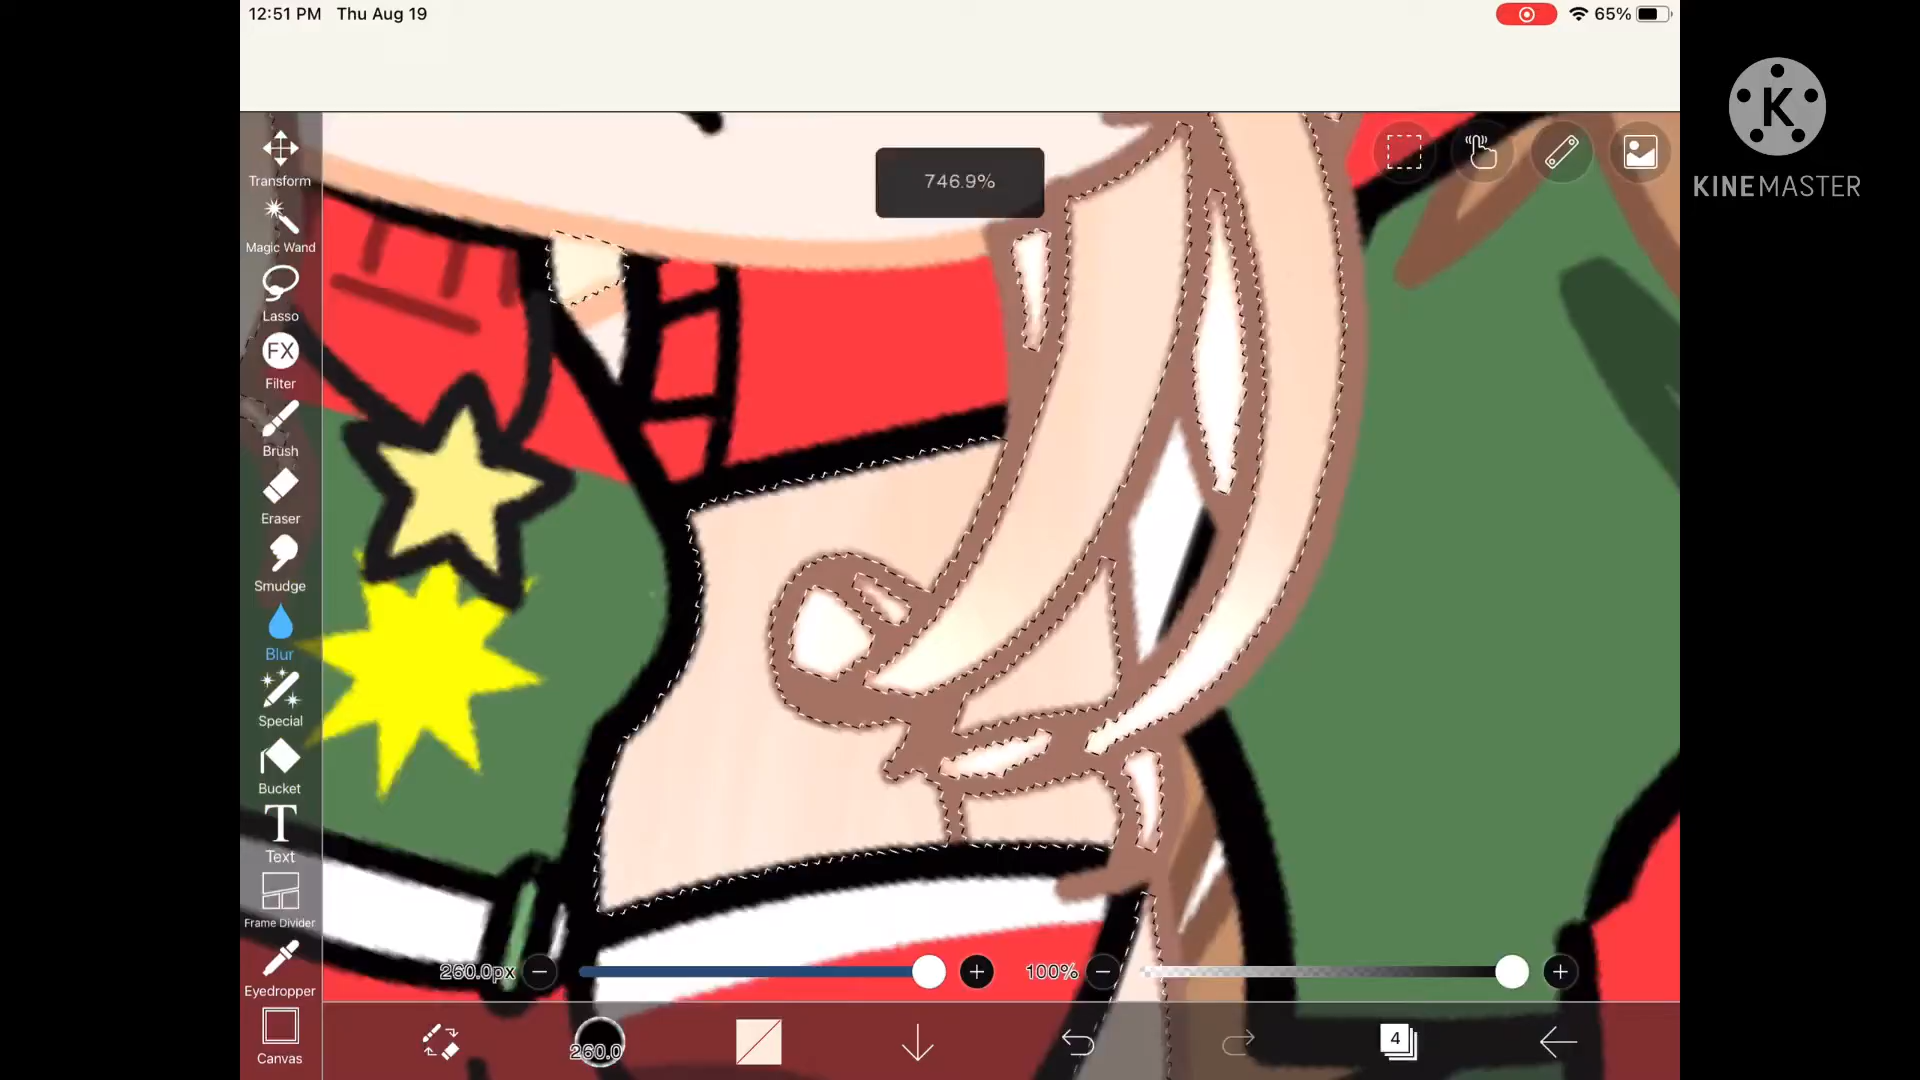 12:51 PM Thu Aug 19
65%
K
KINEMASTER
746.9%
Transform
Magic Wand
Lasso
FX
Filter
Brush
Eraser
Smudge
Blur
Special
Bucket
T
Text
Frame Divider
Eyedropper
Canvas
260.0px
100%
260.0
4